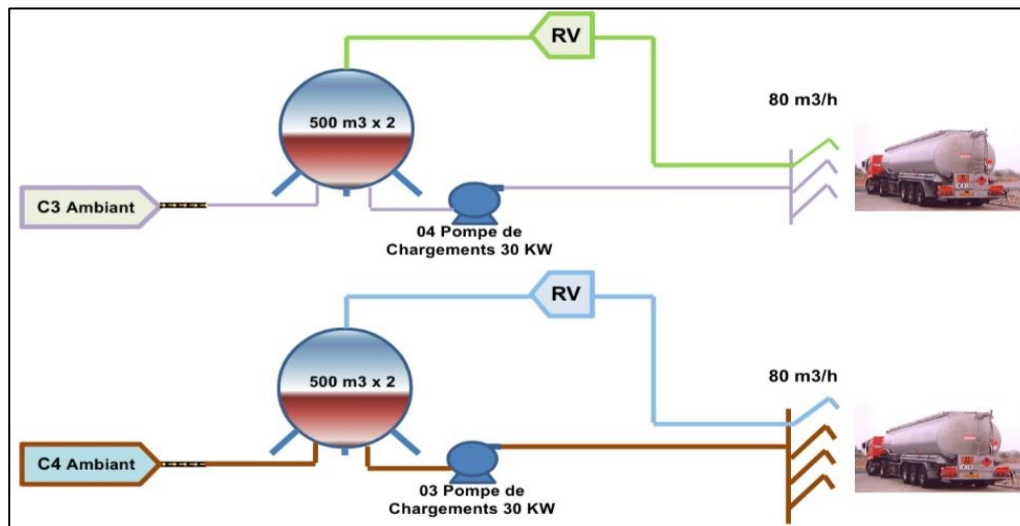 RV
80 m3/h
500 m3 x 2
C3 Ambiant
04 Pompe de
Chargements 30 KW
RV
80 m3/h
500 m3 x 2
C4 Ambiant
03 Pompe de
Chargements 30 KW